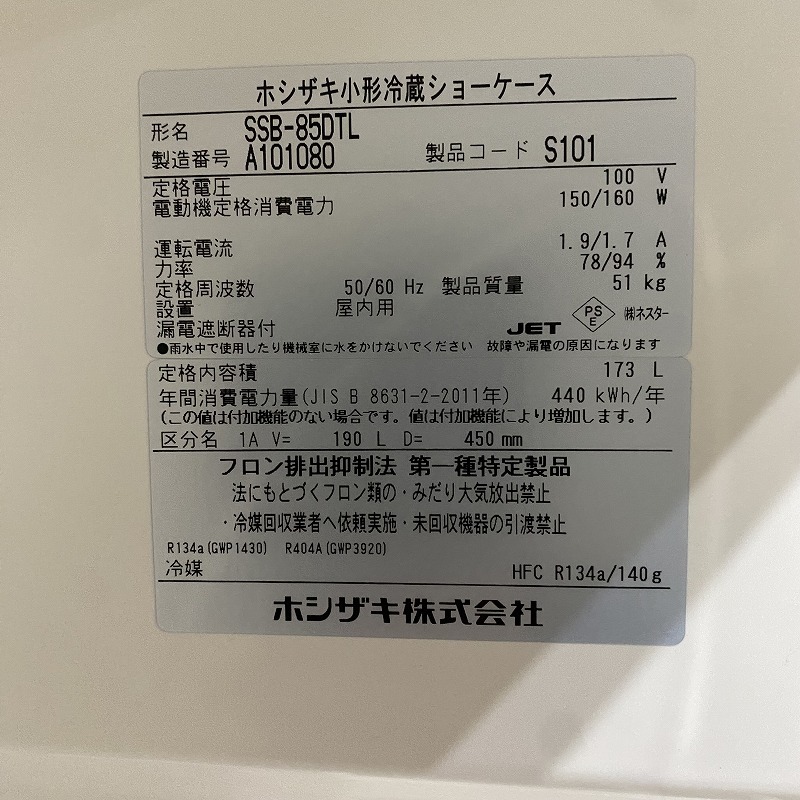 ホシザキ小形冷蔵ショーケース
形名 SSB-85DTL
製造番号 A101080 製品コード S101
定格電圧 100 V
電動機定格消費電力 150/160 W
運転電流 1.9/1.7 A
力率 78/94 %
定格周波数 50/60 Hz 製品質量 51 kg
設置 屋内用
漏電遮断器付 JET PS E ㈱ネスター
●雨水中で使用したり機械室に水をかけないでください 故障や漏電の原因になります
定格内容積 173 L
年間消費電力量(JIS B 8631-2-2011年) 440 kWh/年
(この値は付加機能のない場合です。値は付加機能により増加します。)
区分名 1A V= 190 L D= 450 mm
フロン排出抑制法 第一種特定製品
法にもとづくフロン類の・みだり大気放出禁止
・冷媒回収業者へ依頼実施・未回収機器の引渡禁止
R134a(GWP1430) R404A(GWP3920)
冷媒 HFC R134a/140g
ホシザキ株式会社